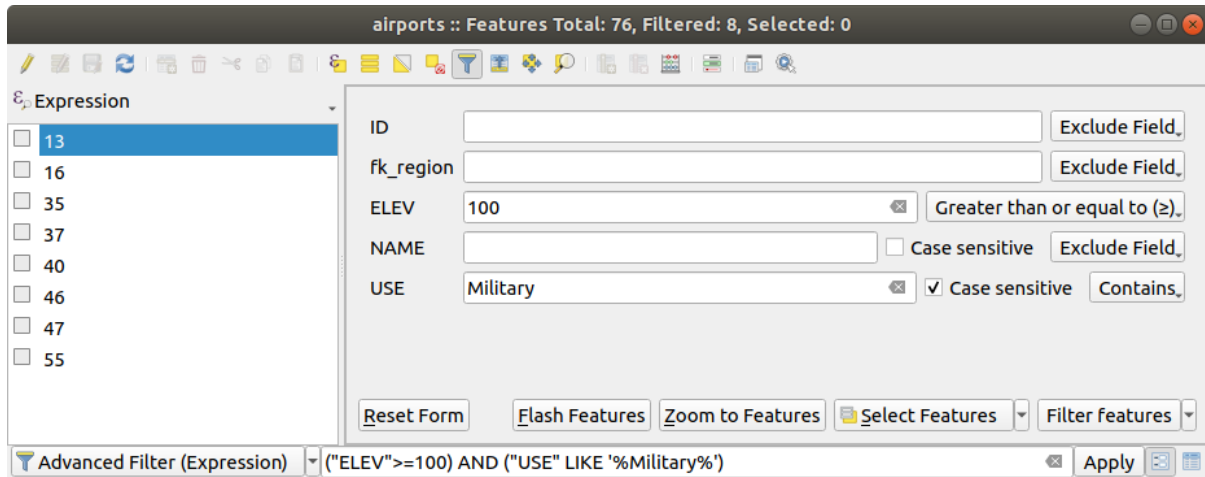 airports :: Features Total: 76, Filtered: 8, Selected: 0
Expression
13
16
35
37
40
46
47
55
ID Exclude Field
fk_region Exclude Field
ELEV 100 Greater than or equal to (≥)
NAME Case sensitive Exclude Field
USE Military Case sensitive Contains
Reset Form Flash Features Zoom to Features Select Features Filter features
Advanced Filter (Expression) ("ELEV">=100) AND ("USE" LIKE '%Military%') Apply